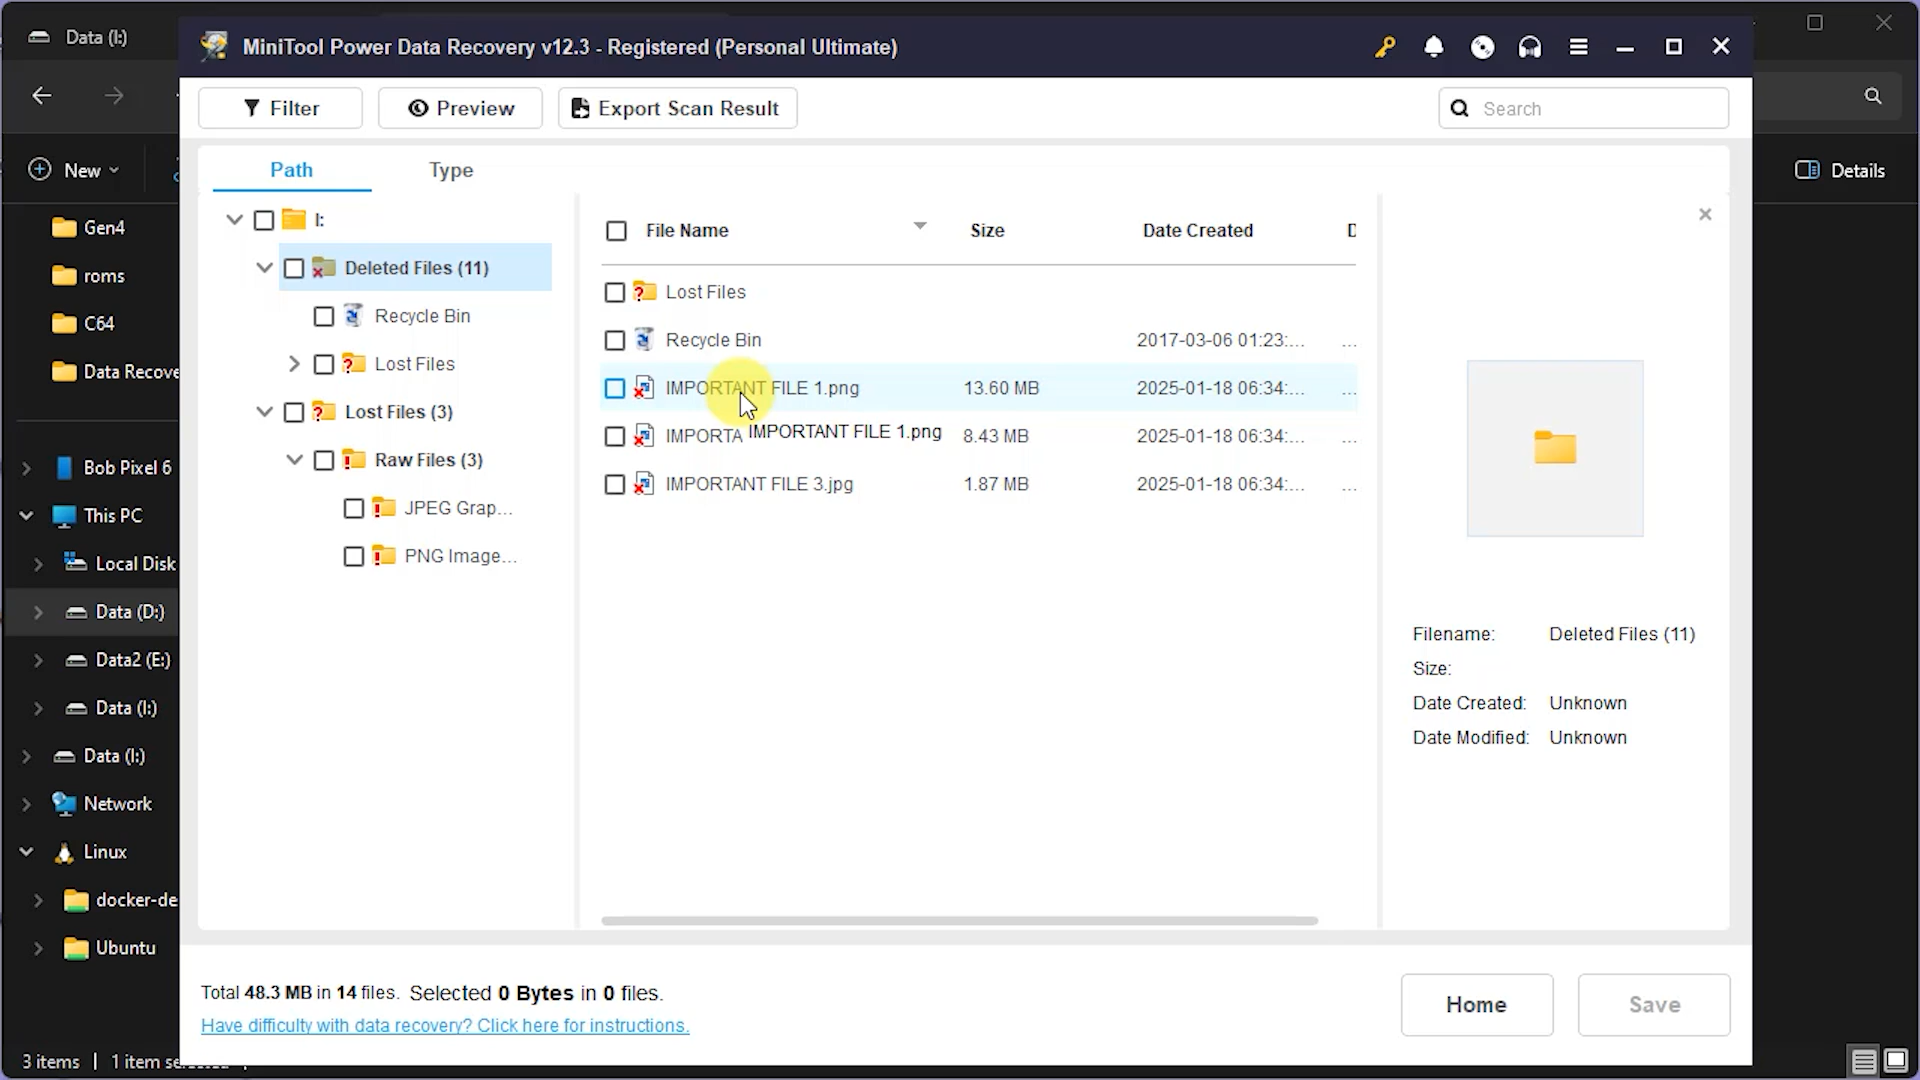 Data (I:)
MiniTool Power Data Recovery v12.3 - Registered (Personal Ultimate)
Filter
Preview
Export Scan Result
Search
New
Details
Path
Type
Gen4
roms
C64
Data Recove
Bob Pixel 6
This PC
Local Disk
Data (D:)
Data2 (E:)
Data (I:)
Data (I:)
Network
Linux
docker-de
Ubuntu
I:
Deleted Files (11)
Recycle Bin
Lost Files
Lost Files (3)
Raw Files (3)
JPEG Grap...
PNG Image...
File Name Size Date Created D
Lost Files
Recycle Bin 2017-03-06 01:23:... ...
IMPORTANT FILE 1.png 13.60 MB 2025-01-18 06:34:... ...
IMPORTA 8.43 MB 2025-01-18 06:34:... ...
IMPORTANT FILE 1.png
IMPORTANT FILE 3.jpg 1.87 MB 2025-01-18 06:34:... ...
Filename: Deleted Files (11)
Size:
Date Created: Unknown
Date Modified: Unknown
Total 48.3 MB in 14 files. Selected 0 Bytes in 0 files.
Have difficulty with data recovery? Click here for instructions.
Home
Save
3 items
1 item